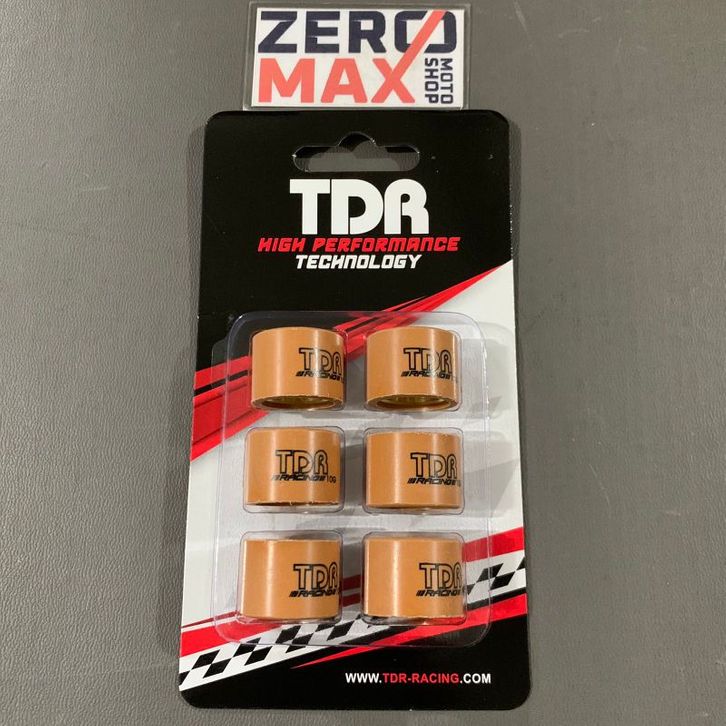 ZERO
MAX
MOTO
SHOP
TDR
HIGH PERFORMANCE
TECHNOLOGY
TDR
RACING
TDR
RACING
TDR
RACING 09
TDR
RACING
TDR
RACING
TDR
RACING
WWW.TDR-RACING.COM